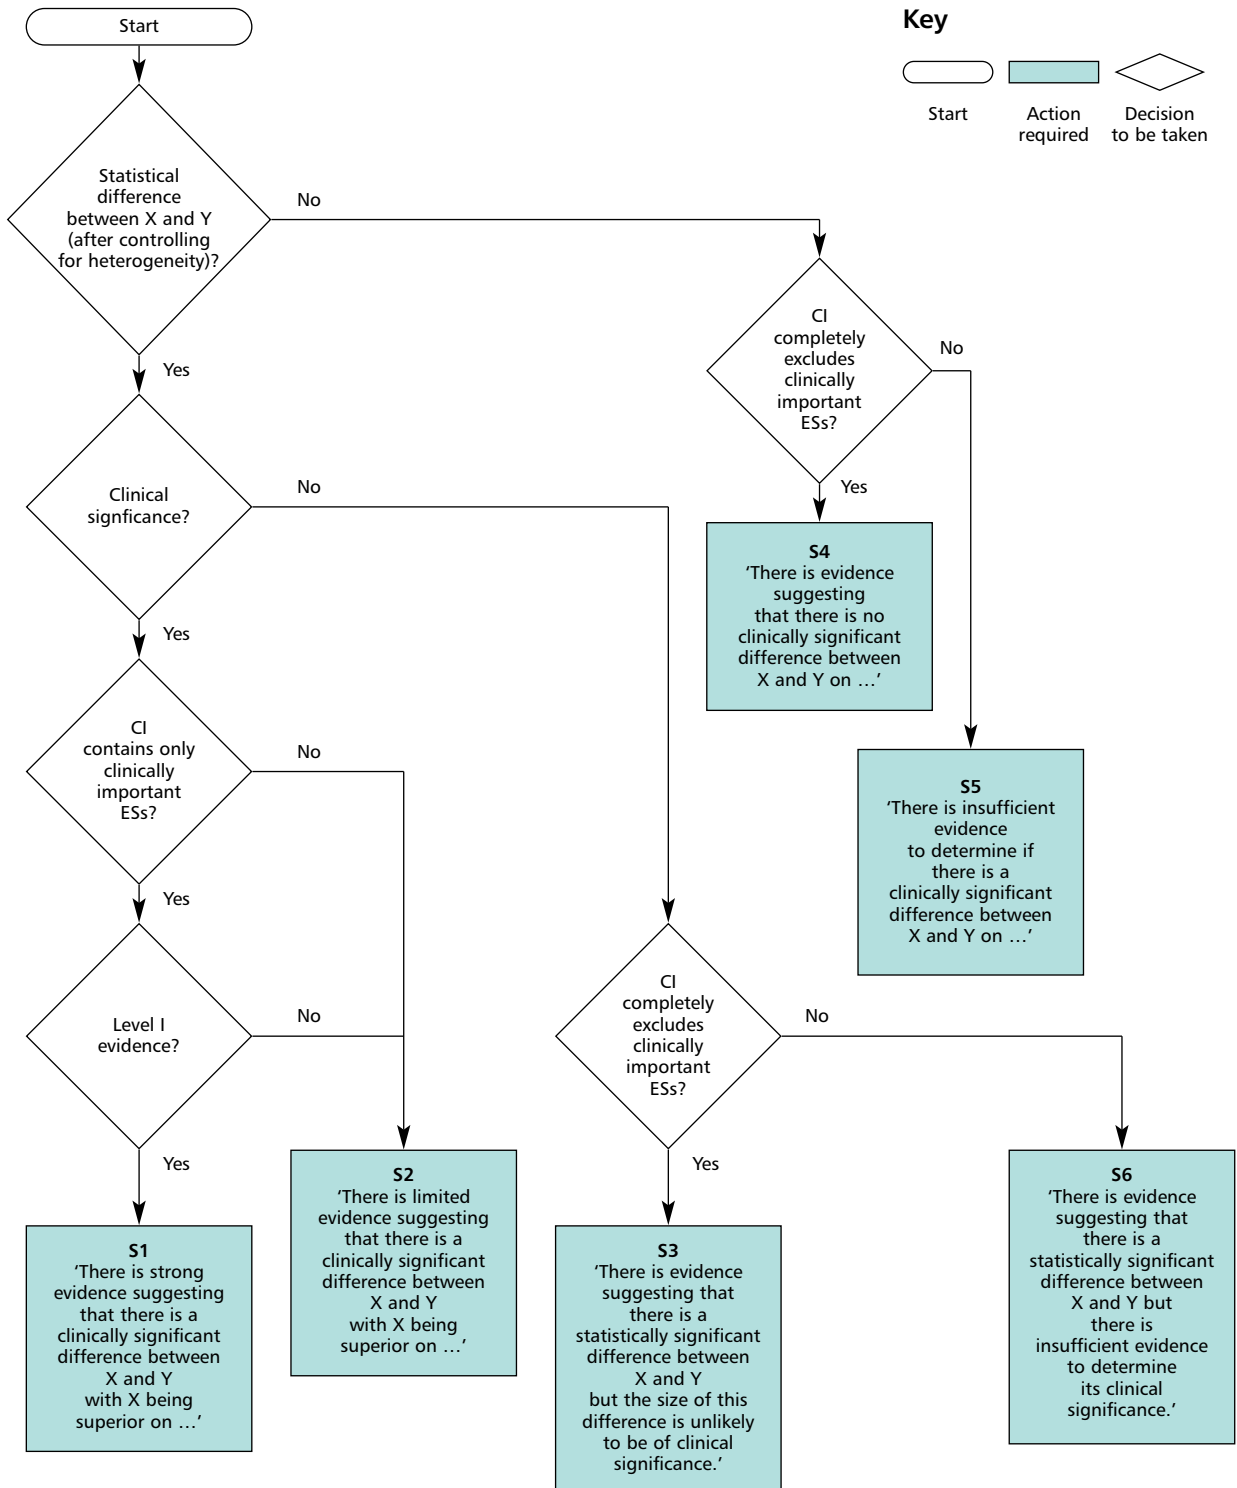 Start
Key
Start
Action
required
Decision
to be taken
Statistical
difference
between X and Y
(after controlling
for heterogeneity)?
No
Yes
CI
completely
excludes
clinically
important
ESs?
No
Yes
Clinical
signficance?
No
Yes
S4
‘There is evidence
suggesting
that there is no
clinically significant
difference between
X and Y on …’
CI
contains only
clinically
important
ESs?
No
Yes
S5
‘There is insufficient
evidence
to determine if
there is a
clinically significant
difference between
X and Y on …’
Level I
evidence?
No
Yes
CI
completely
excludes
clinically
important
ESs?
No
Yes
S1
‘There is strong
evidence suggesting
that there is a
clinically significant
difference between
X and Y
with X being
superior on …’
S2
‘There is limited
evidence suggesting
that there is a
clinically significant
difference between
X and Y
with X being
superior on …’
S3
‘There is evidence
suggesting that
there is a
statistically significant
difference between
X and Y
but the size of this
difference is unlikely
to be of clinical
significance.’
S6
‘There is evidence
suggesting that
there is a
statistically significant
difference between
X and Y but
there is
insufficient evidence
to determine
its clinical
significance.’